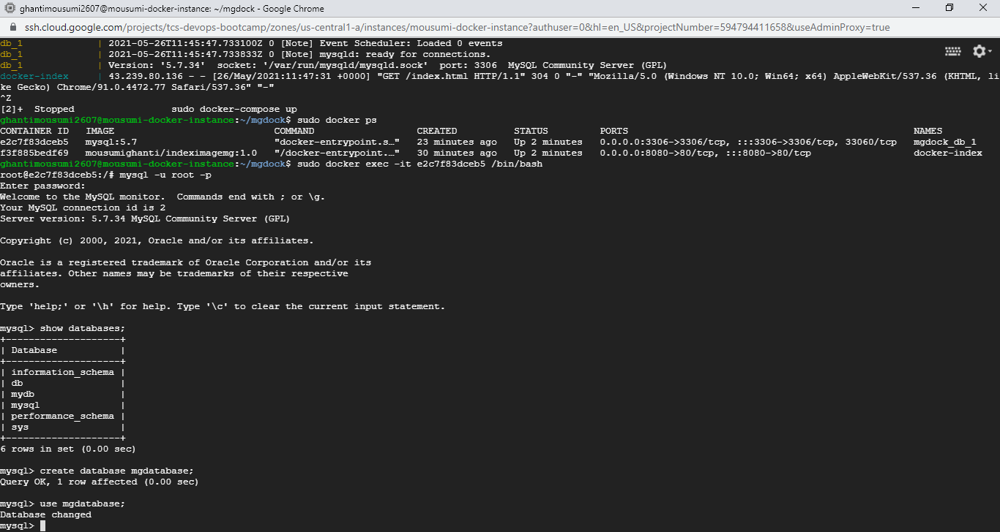 ghantimousumi2607@mousumi-docker-instance: ~/mgdock - Google Chrome
ssh.cloud.google.com/projects/tcs-devops-bootcamp/zones/us-central1-a/instances/mousumi-docker-instance?authuser=0&hl=en_US&projectNumber=594794411658&useAdminProxy=true
db_1 | 2021-05-26T11:45:47.733100Z 0 [Note] Event Scheduler: Loaded 0 events
db_1 | 2021-05-26T11:45:47.733833Z 0 [Note] mysqld: ready for connections.
db_1 | Version: '5.7.34' socket: '/var/run/mysqld/mysqld.sock' port: 3306 MySQL Community Server (GPL)
docker-index | 43.239.80.136 - - [26/May/2021:11:47:31 +0000] "GET /index.html HTTP/1.1" 304 0 "-" "Mozilla/5.0 (Windows NT 10.0; Win64; x64) AppleWebKit/537.36 (KHTML, li
ke Gecko) Chrome/91.0.4472.77 Safari/537.36" "-"
^Z
[2]+ Stopped sudo docker-compose up
ghantimousumi2607@mousumi-docker-instance:~/mgdock$ sudo docker ps
CONTAINER ID IMAGE COMMAND CREATED STATUS PORTS NAMES
e2c7f83dceb5 mysql:5.7 "docker-entrypoint.s…" 23 minutes ago Up 2 minutes 0.0.0.0:3306->3306/tcp, :::3306->3306/tcp, 33060/tcp mgdock_db_1
f3f885bedf69 mousumighanti/indeximagemg:1.0 "/docker-entrypoint.…" 30 minutes ago Up 2 minutes 0.0.0.0:8080->80/tcp, :::8080->80/tcp docker-index
ghantimousumi2607@mousumi-docker-instance:~/mgdock$ sudo docker exec -it e2c7f83dceb5 /bin/bash
root@e2c7f83dceb5:/# mysql -u root -p
Enter password:
Welcome to the MySQL monitor. Commands end with ; or \g.
Your MySQL connection id is 2
Server version: 5.7.34 MySQL Community Server (GPL)
Copyright (c) 2000, 2021, Oracle and/or its affiliates.
Oracle is a registered trademark of Oracle Corporation and/or its
affiliates. Other names may be trademarks of their respective
owners.
Type 'help;' or '\h' for help. Type '\c' to clear the current input statement.
mysql> show databases;
+--------------------+
| Database |
+--------------------+
| information_schema |
| db |
| mydb |
| mysql |
| performance_schema |
| sys |
+--------------------+
6 rows in set (0.00 sec)
mysql> create database mgdatabase;
Query OK, 1 row affected (0.00 sec)
mysql> use mgdatabase;
Database changed
mysql>